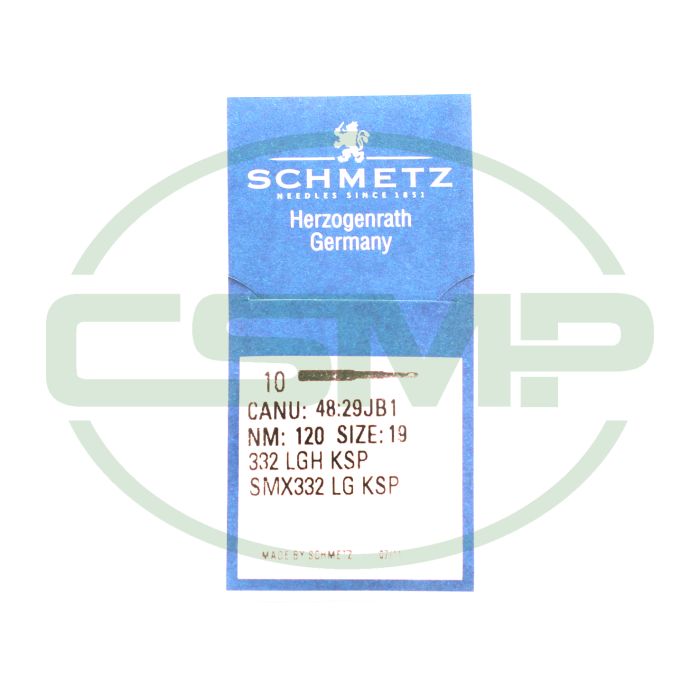 SCHMETZ
NEEDLES SINCE 1851
Herzogenrath
Germany
CSMP
10
CANU: 48:29JB1
NM: 120 SIZE: 19
332 LGH KSP
SMX332 LG KSP
MADE BY SCHMETZ